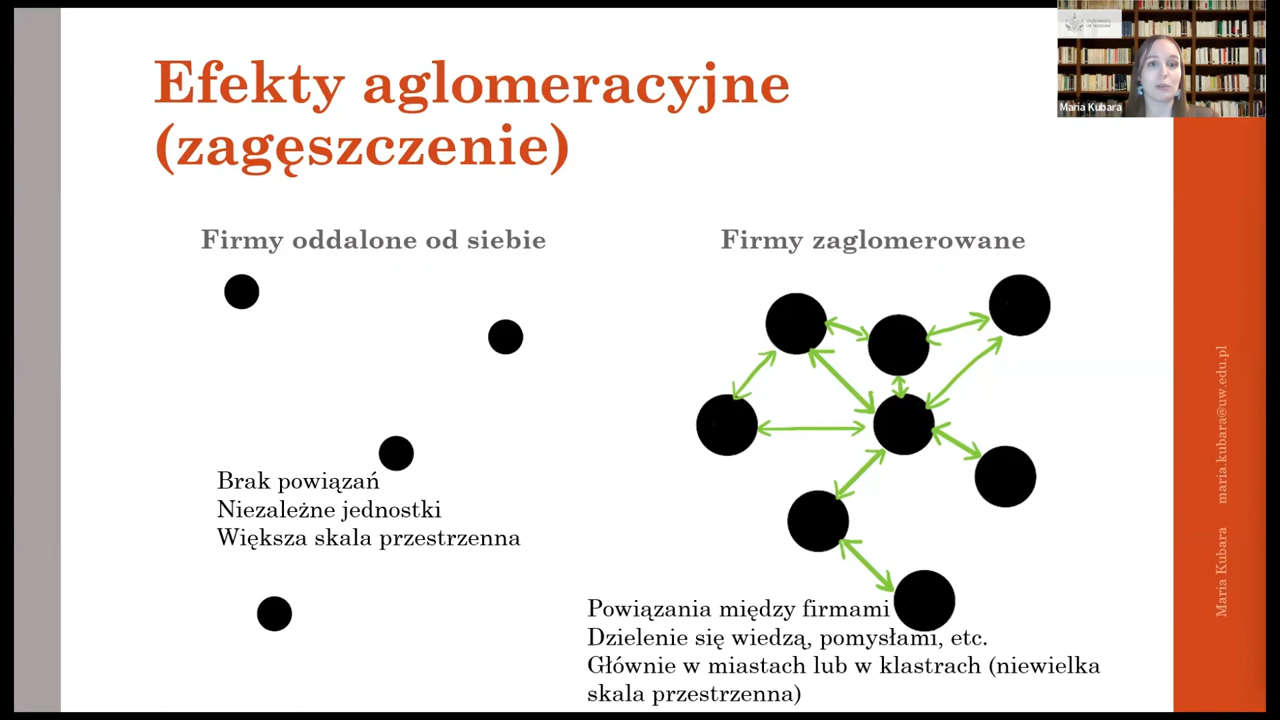 Efekty aglomeracyjne
(zagęszczenie)
Firmy oddalone od siebie
Brak powiązań
Niezależne jednostki
Większa skala przestrzenna
Firmy zaglomerowane
Powiązania między firmami
Dzielenie się wiedzą, pomysłami, etc.
Głównie w miastach lub w klastrach (niewielka
skala przestrzenna)
Maria Kubara
Maria Kubara maria.kubara@uw.edu.pl